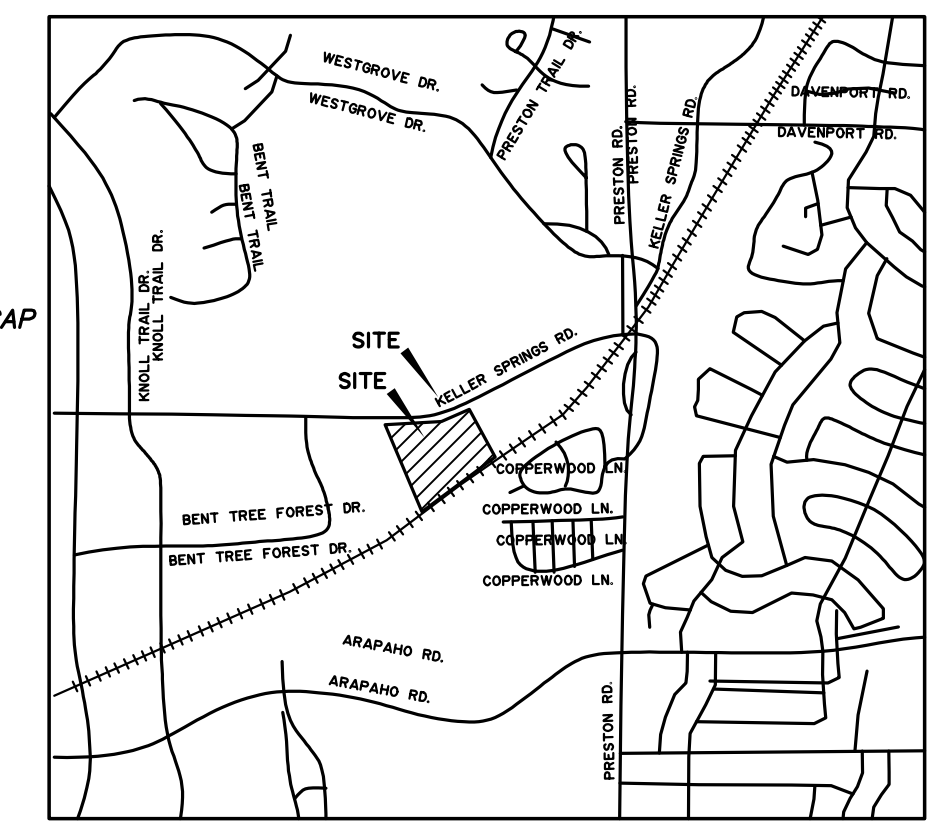 WESTGROVE DR.
WESTGROVE DR.
PRESTON TRAIL DR.
PRESTON RD.
PRESTON RD.
KELLER SPRINGS RD.
DAVENPORT RD.
DAVENPORT RD.
BENT TRAIL
BENT TRAIL
KNOLL TRAIL DR.
KNOLL TRAIL DR.
SITE
SITE
KELLER SPRINGS RD.
COPPERWOOD LN.
COPPERWOOD LN.
COPPERWOOD LN.
COPPERWOOD LN.
BENT TREE FOREST DR.
BENT TREE FOREST DR.
ARAPAHO RD.
ARAPAHO RD.
PRESTON RD.